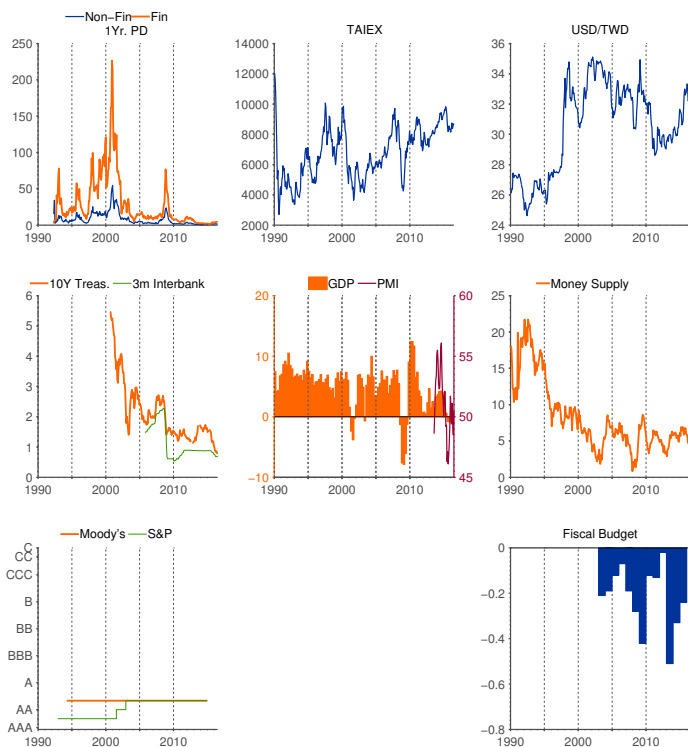 Non−Fin Fin
1Yr. PD
250
200
150
100
50
0
1990 2000 2010
TAIEX
14000
12000
10000
8000
6000
4000
2000
1990 2000 2010
USD/TWD
36
34
32
30
28
26
24
1990 2000 2010
10Y Treas. 3m Interbank
6
5
4
3
2
1
0
1990 2000 2010
GDP PMI
20
10
0
−10
60
55
50
45
1990 2000 2010
Money Supply
25
20
15
10
5
0
1990 2000 2010
Moody's S&P
C
CC
CCC
B
BB
BBB
A
AA
AAA
1990 2000 2010
Fiscal Budget
0
−0.2
−0.4
−0.6
−0.8
1990 2000 2010